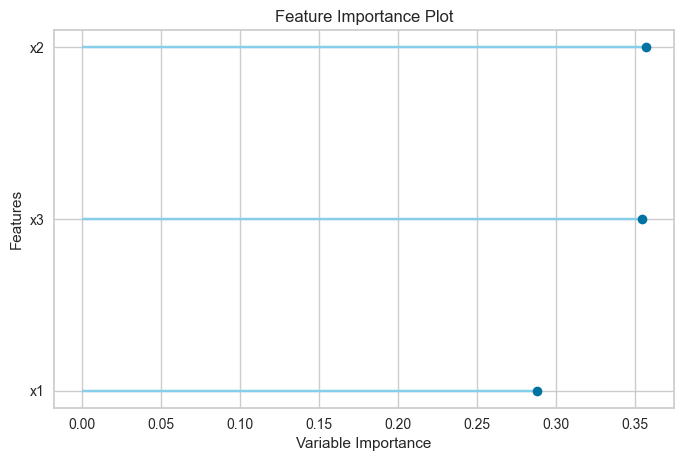 Feature Importance Plot
x2
x3
x1
Features
0.00 0.05 0.10 0.15 0.20 0.25 0.30 0.35
Variable Importance